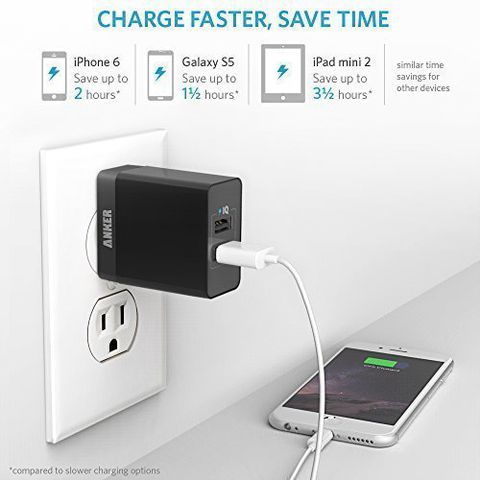 CHARGE FASTER, SAVE TIME
iPhone 6
Save up to
2 hours*
Galaxy S5
Save up to
1½ hours*
iPad mini 2
Save up to
3½ hours*
similar time
savings for
other devices
IQ
ANKER
*compared to slower charging options